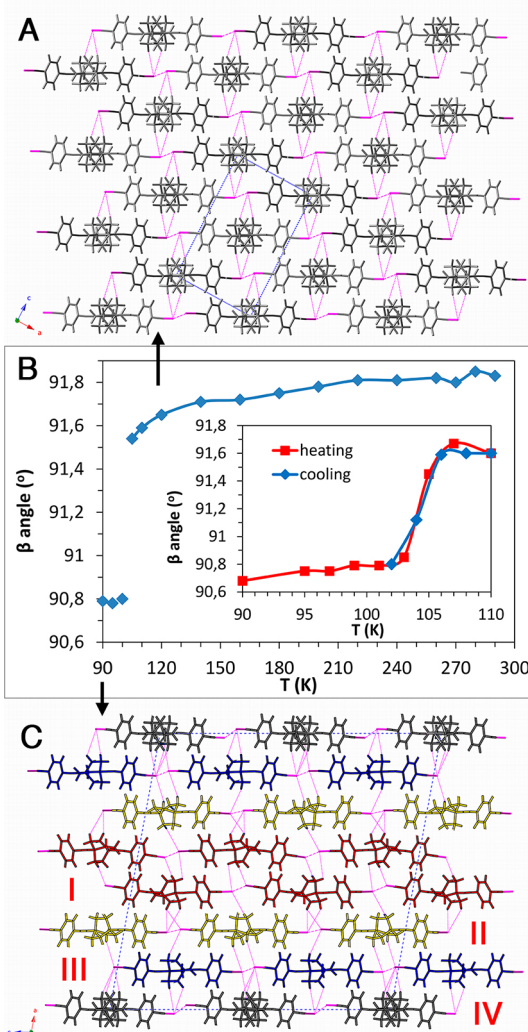 A
c
a
B
91,8
91,6
91,4
91,2
91
90,8
90,6
β angle (º)
90 120 150 180 210 240 270 300
T (K)
heating
cooling
91,8
91,6
91,4
91,2
91
90,8
90,6
β angle (º)
90 95 100 105 110
T (K)
C
I
II
III
IV
a